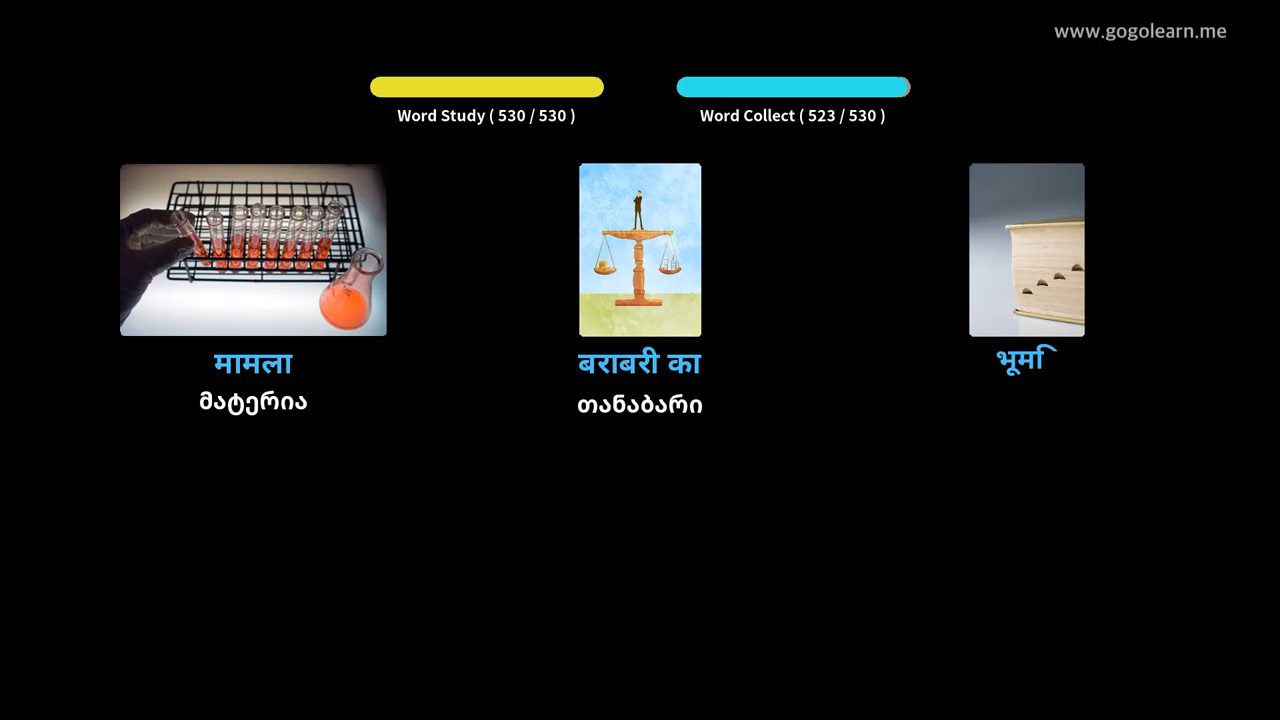 www.gogolearn.me
Word Study ( 530 / 530 )
Word Collect ( 523 / 530 )
मामला
მატერია
बराबरी का
თანაბარი
भूमि